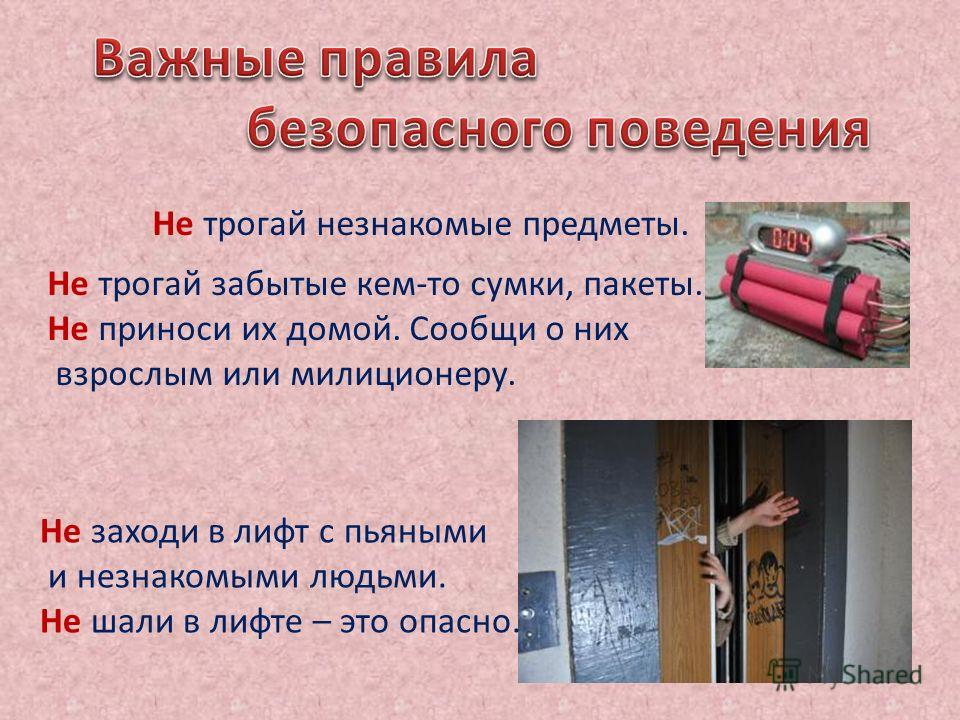 Важные правила
безопасного поведения
Не трогай незнакомые предметы.
Не трогай забытые кем-то сумки, пакеты.
Не приноси их домой. Сообщи о них
взрослым или милиционеру.
0:04
Не заходи в лифт с пьяными
и незнакомыми людьми.
Не шали в лифте – это опасно.
MyShared